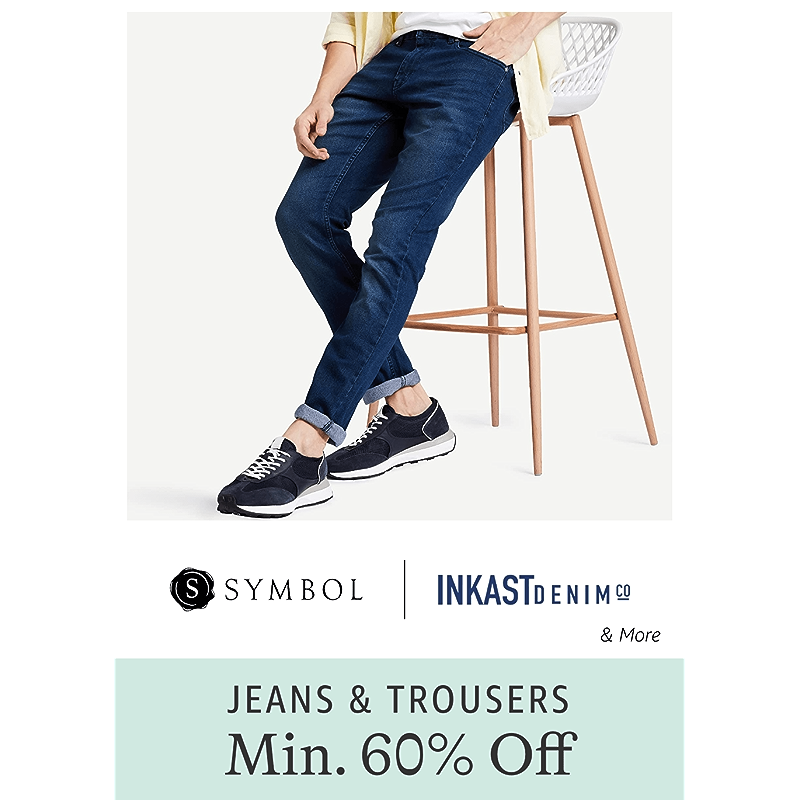 S SYMBOL
INKAST DENIM CO
& More
JEANS & TROUSERS
Min. 60% Off